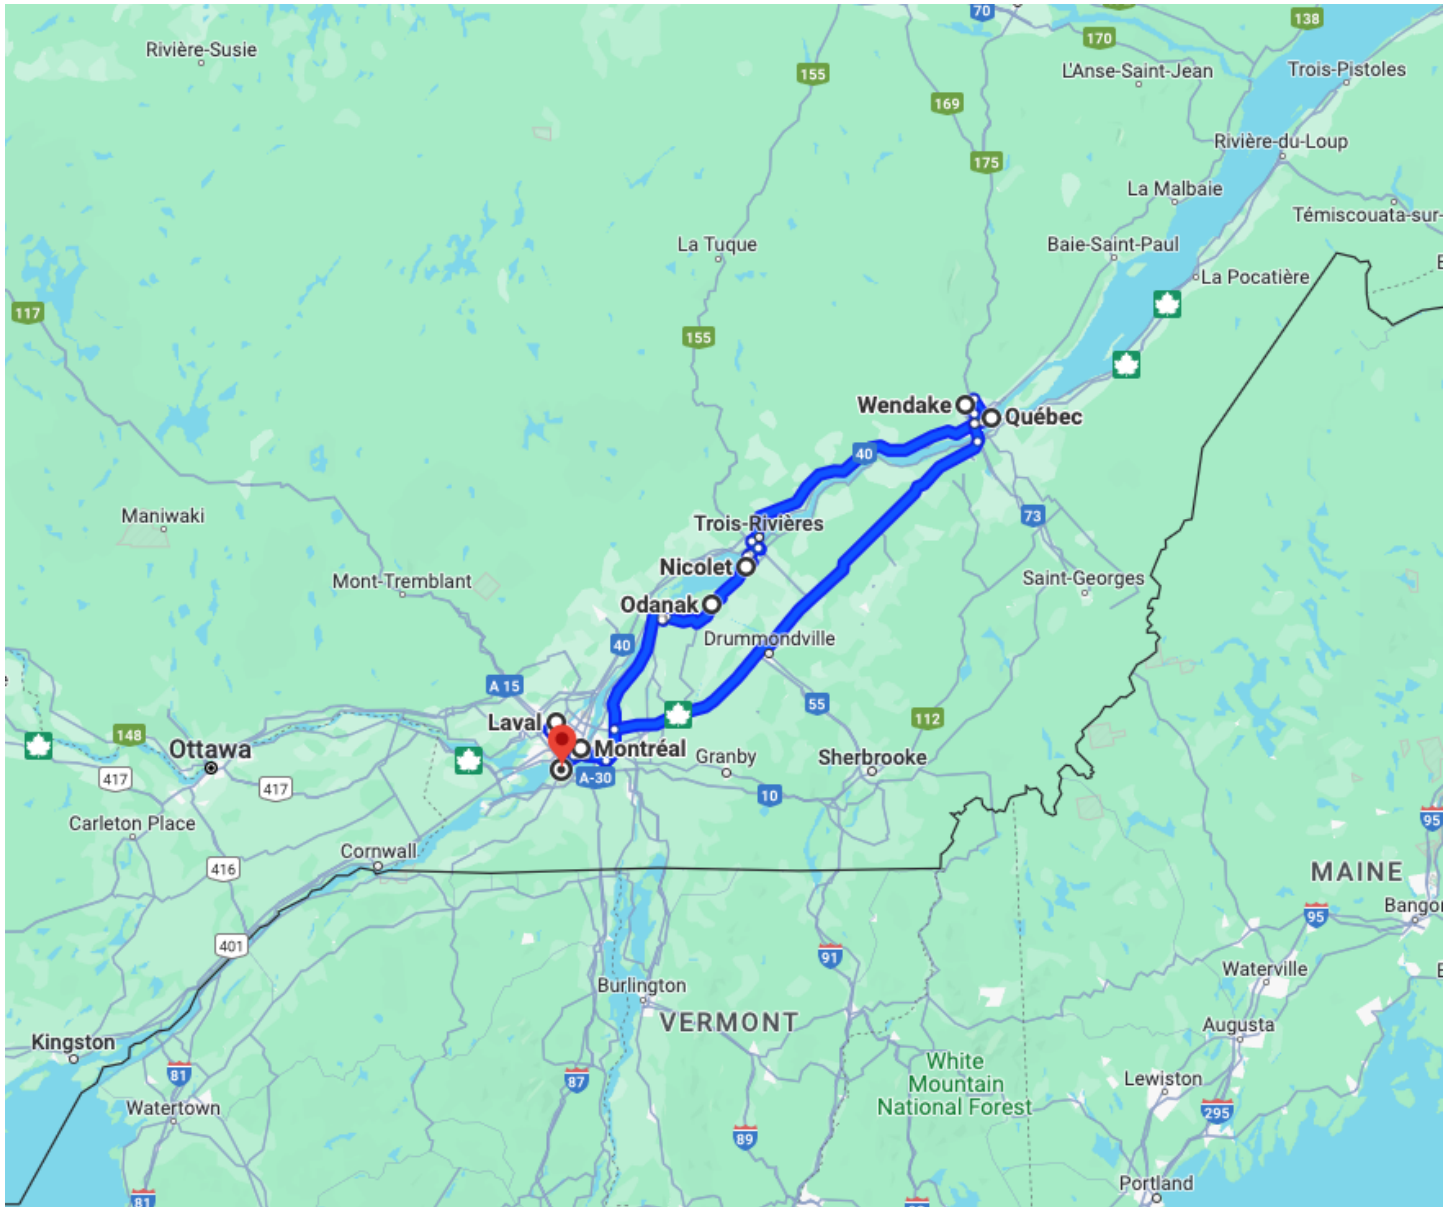 70
138
Rivière-Susie
170
L'Anse-Saint-Jean
Trois-Pistoles
155
169
Rivière-du-Loup
175
La Malbaie
Témiscouata-sur-
La Tuque
Baie-Saint-Paul
La Pocatière
E
117
155
Wendake
Québec
40
Maniwaki
Trois-Rivières
73
Nicolet
Mont-Tremblant
Saint-Georges
Odanak
40
Drummondville
A 15
55
112
Laval
148
Ottawa
Montréal
Granby
Sherbrooke
417
417
A-30
10
Carleton Place
95
Cornwall
416
MAINE
Bangor
95
401
91
Waterville
Burlington
VERMONT
Augusta
Kingston
White
Mountain
National Forest
81
87
Lewiston
Watertown
295
89
Portland
81